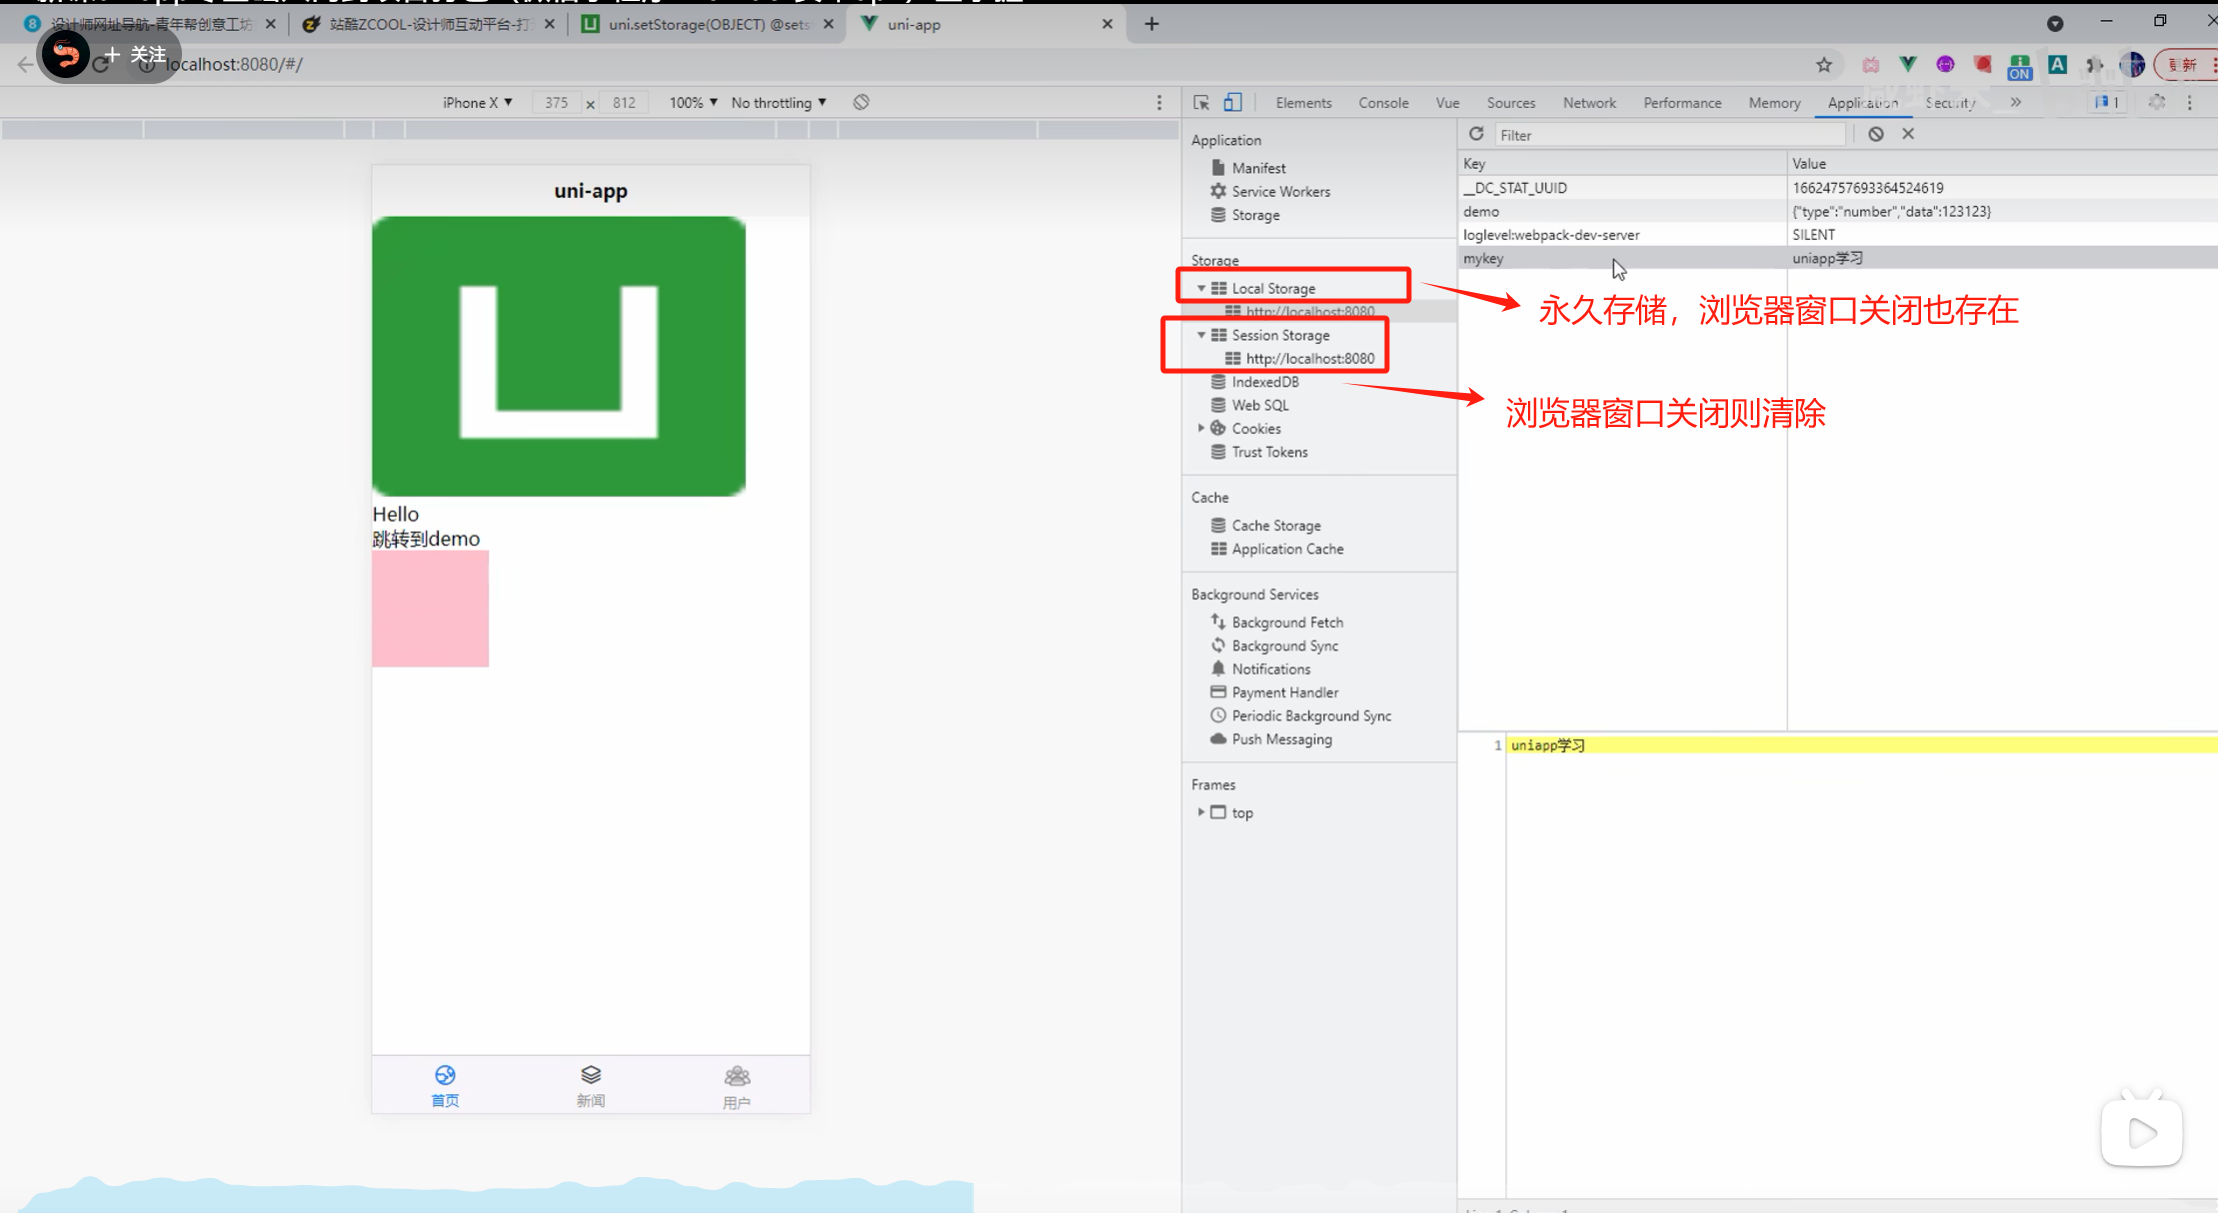 设计师网址导航-青年帮创意工坊
站酷ZCOOL-设计师互动平台-打
uni.setStorage(OBJECT) @sets
uni-app
+ 关注
localhost:8080/#/
更新
iPhone X ▼ 375 x 812 100% ▼ No throttling ▼
Elements Console Vue Sources Network Performance Memory Application Security » 1
Application
Manifest
Service Workers
Storage
Storage
Local Storage
http://localhost:8080
Session Storage
http://localhost:8080
IndexedDB
Web SQL
Cookies
Trust Tokens
Cache
Cache Storage
Application Cache
Background Services
Background Fetch
Background Sync
Notifications
Payment Handler
Periodic Background Sync
Push Messaging
Frames
top
Filter
Key Value
__DC_STAT_UUID 16624757693364524619
demo {"type":"number","data":123123}
loglevel:webpack-dev-server SILENT
mykey uniapp学习
永久存储，浏览器窗口关闭也存在
浏览器窗口关闭则清除
1 uniapp学习
uni-app
Hello
跳转到demo
首页 新闻 用户
ON